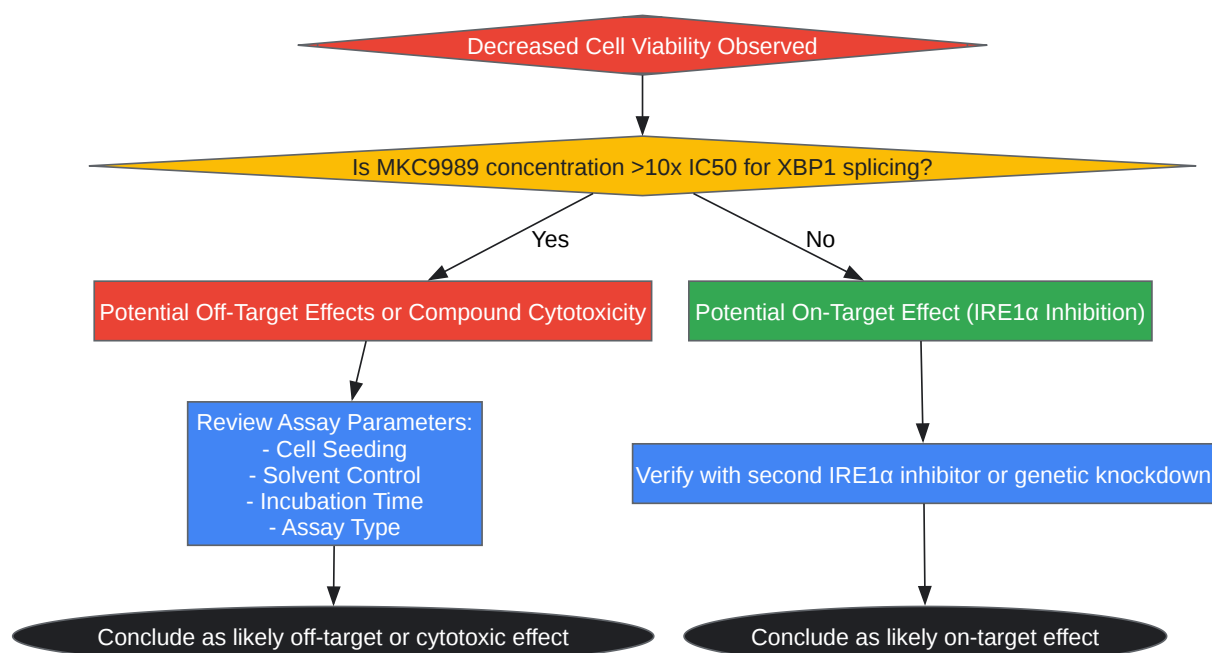 Decreased Cell Viability Observed
Is MKC9989 concentration >10x IC50 for XBP1 splicing?
Yes
No
Potential Off-Target Effects or Compound Cytotoxicity
Potential On-Target Effect (IRE1α Inhibition)
Review Assay Parameters:
- Cell Seeding
- Solvent Control
- Incubation Time
- Assay Type
Verify with second IRE1α inhibitor or genetic knockdown
Conclude as likely off-target or cytotoxic effect
Conclude as likely on-target effect